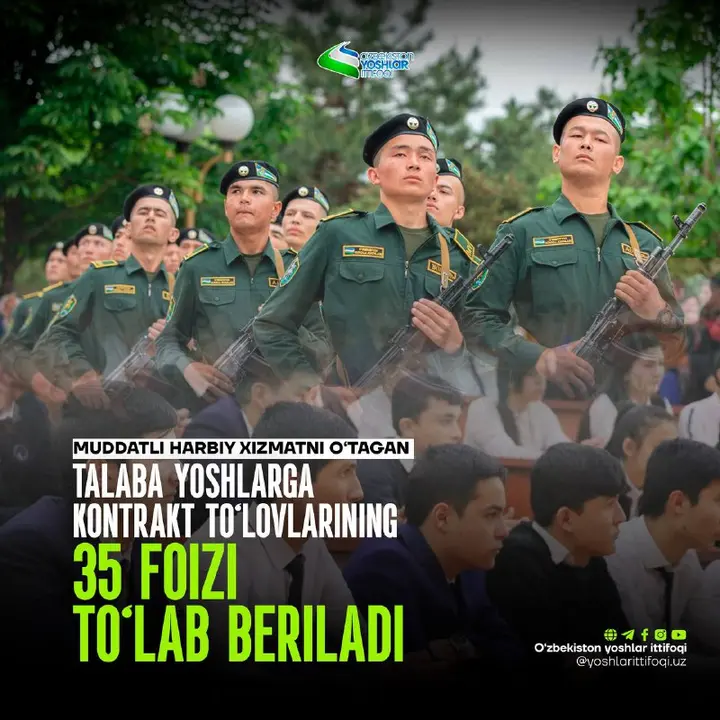 O'ZBEKISTON
YOSHLAR
ITTIFOQI
MUDDATLI HARBIY XIZMATNI O‘TAGAN
TALABA YOSHLARGA
KONTRAKT TO‘LOVLARINING
35 FOIZI
TO‘LAB BERILADI
O‘zbekiston yoshlar ittifoqi
@yoshlarittifoqi.uz